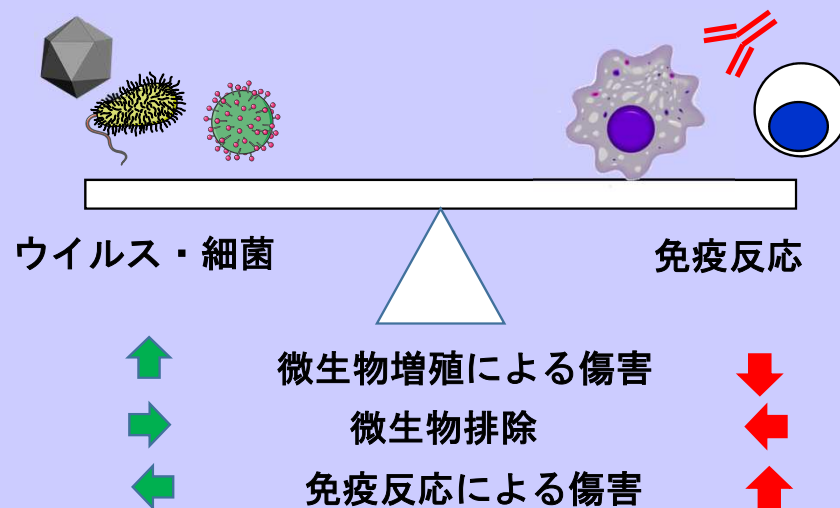 ウイルス・細菌
免疫反応
微生物増殖による傷害
微生物排除
免疫反応による傷害